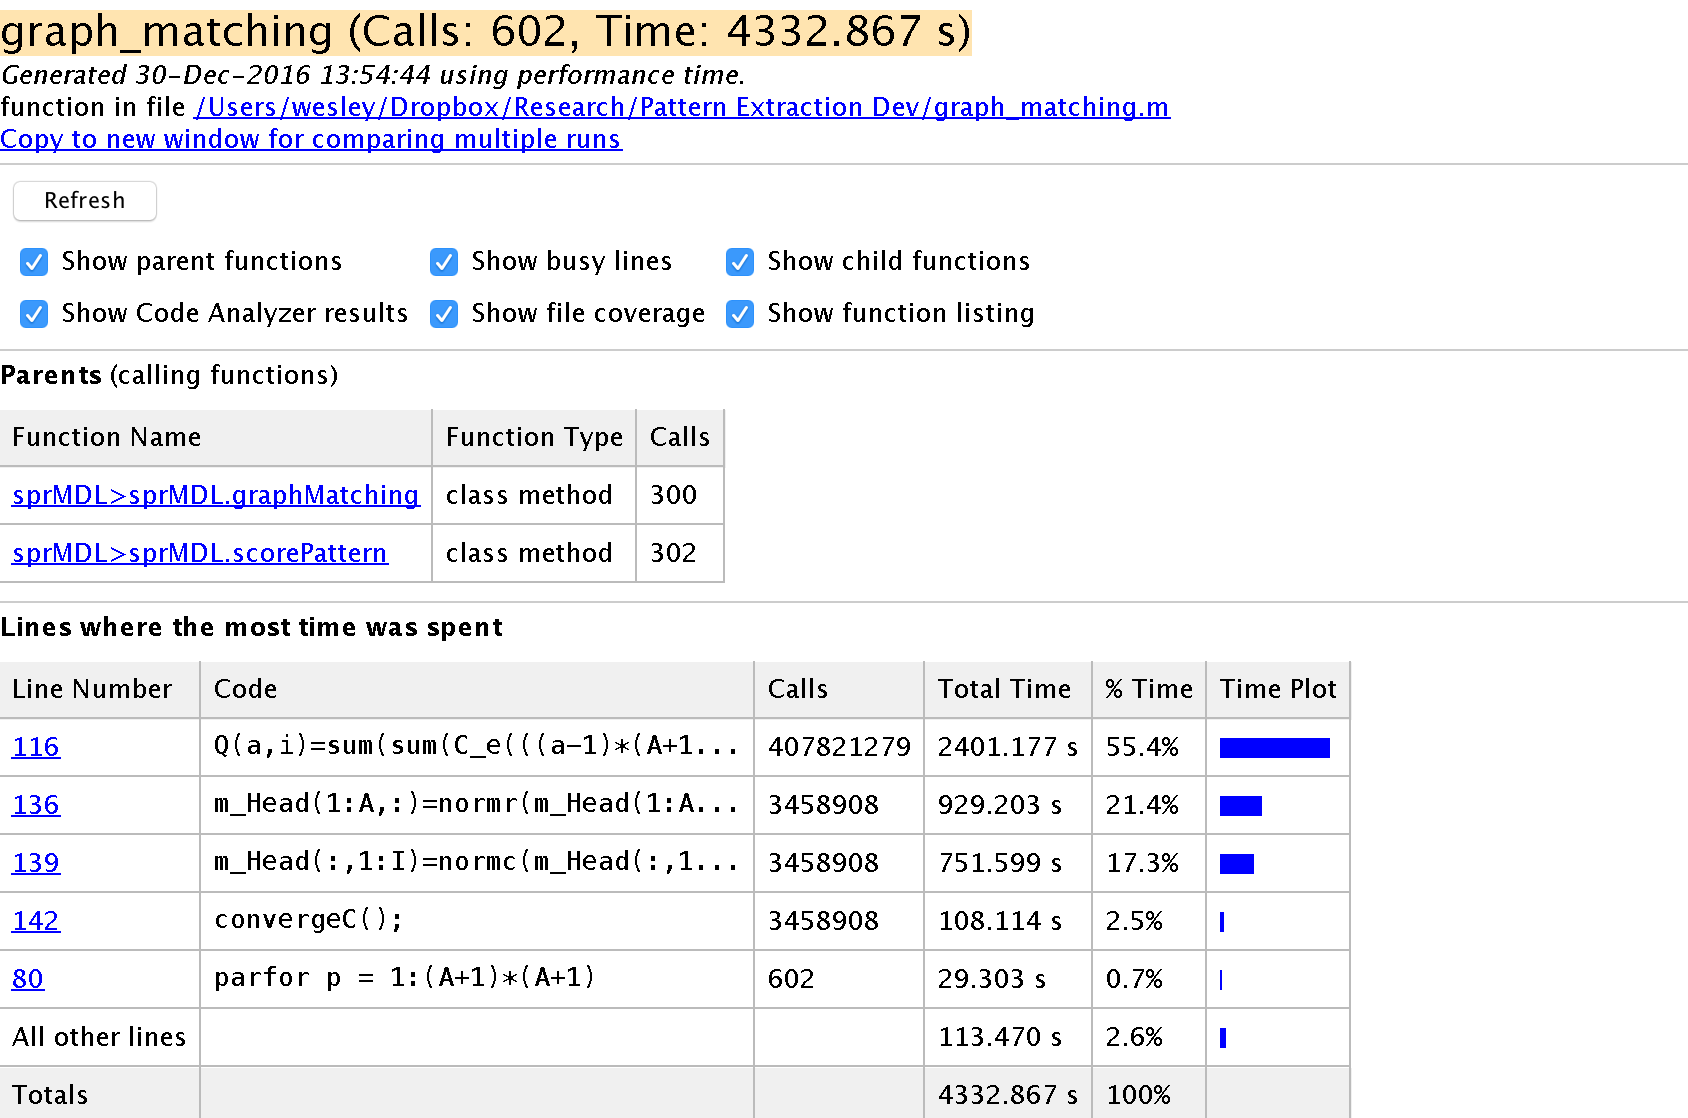 graph_matching (Calls: 602, Time: 4332.867 s)
Generated 30-Dec-2016 13:54:44 using performance time.
function in file /Users/wesley/Dropbox/Research/Pattern Extraction Dev/graph_matching.m
Copy to new window for comparing multiple runs
Refresh
Show parent functions Show busy lines Show child functions
Show Code Analyzer results Show file coverage Show function listing
Parents (calling functions)
Function Name Function Type Calls
sprMDL>sprMDL.graphMatching class method 300
sprMDL>sprMDL.scorePattern class method 302
Lines where the most time was spent
Line Number Code Calls Total Time % Time Time Plot
116 Q(a,i)=sum(sum(C_e(((a-1)*(A+1... 407821279 2401.177 s 55.4%
136 m_Head(1:A,:)=normr(m_Head(1:A... 3458908 929.203 s 21.4%
139 m_Head(:,1:I)=normc(m_Head(:,1... 3458908 751.599 s 17.3%
142 convergeC(); 3458908 108.114 s 2.5%
80 parfor p = 1:(A+1)*(A+1) 602 29.303 s 0.7%
All other lines 113.470 s 2.6%
Totals 4332.867 s 100%